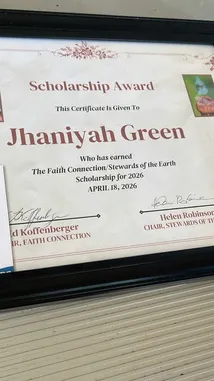 Scholarship Award
This Certificate Is Given To
Jhaniyah Green
Who has earned
The Faith Connection/Stewards of the Earth
Scholarship for 2026
APRIL 18, 2026
Koffenberger
Helen Robinson
FAITH CONNECTION
CHAIR, STEWARDS OF